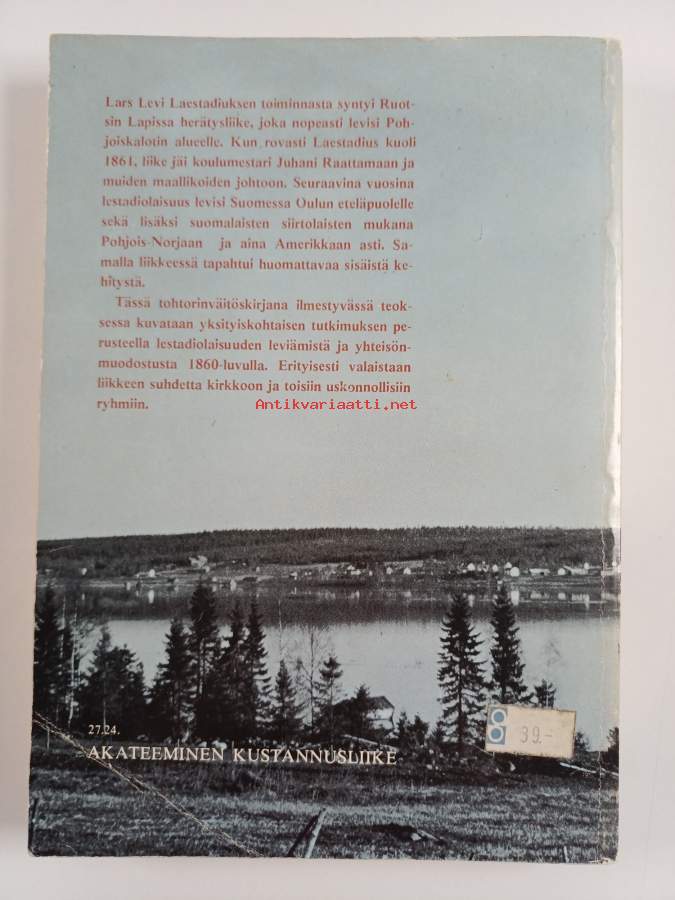 Lars Levi Laestadiuksen toiminnasta syntyi Ruot-
sin Lapissa herätysliike, joka nopeasti levisi Poh-
joiskalotin alueelle. Kun rovasti Laestadius kuoli
1861, liike jäi koulumestari Juhani Raattamaan ja
muiden maallikoiden johtoon. Seuraavina vuosina
lestadiolaisuus levisi Suomessa Oulun eteläpuolelle
sekä lisäksi suomalaisten siirtolaisten mukana
Pohjois-Norjaan ja aina Amerikkaan asti. Sa-
malla liikkeessä tapahtui huomattavaa sisäistä ke-
hitystä.
Tässä tohtorinväitöskirjana ilmestyvässä teok-
sessa kuvataan yksityiskohtaisen tutkimuksen pe-
rusteella lestadiolaisuuden leviämistä ja yhteisön-
muodostusta 1860-luvulla. Erityisesti valaistaan
liikkeen suhdetta kirkkoon ja toisiin uskonnollisiin
ryhmiin.
Antikvariaatti.net
27.24.
AKATEEMINEN KUSTANNUSLIIKE
39.-